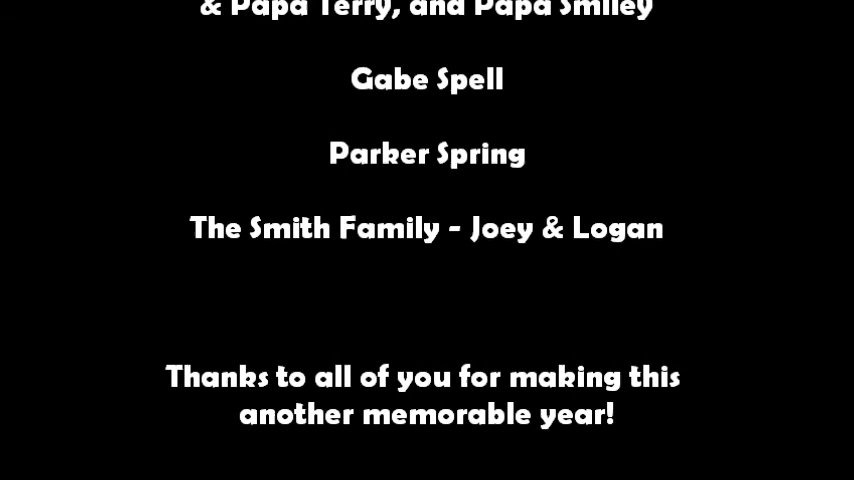 & Papa Terry, and Papa Smiley
Gabe Spell
Parker Spring
The Smith Family - Joey & Logan
Thanks to all of you for making this
another memorable year!